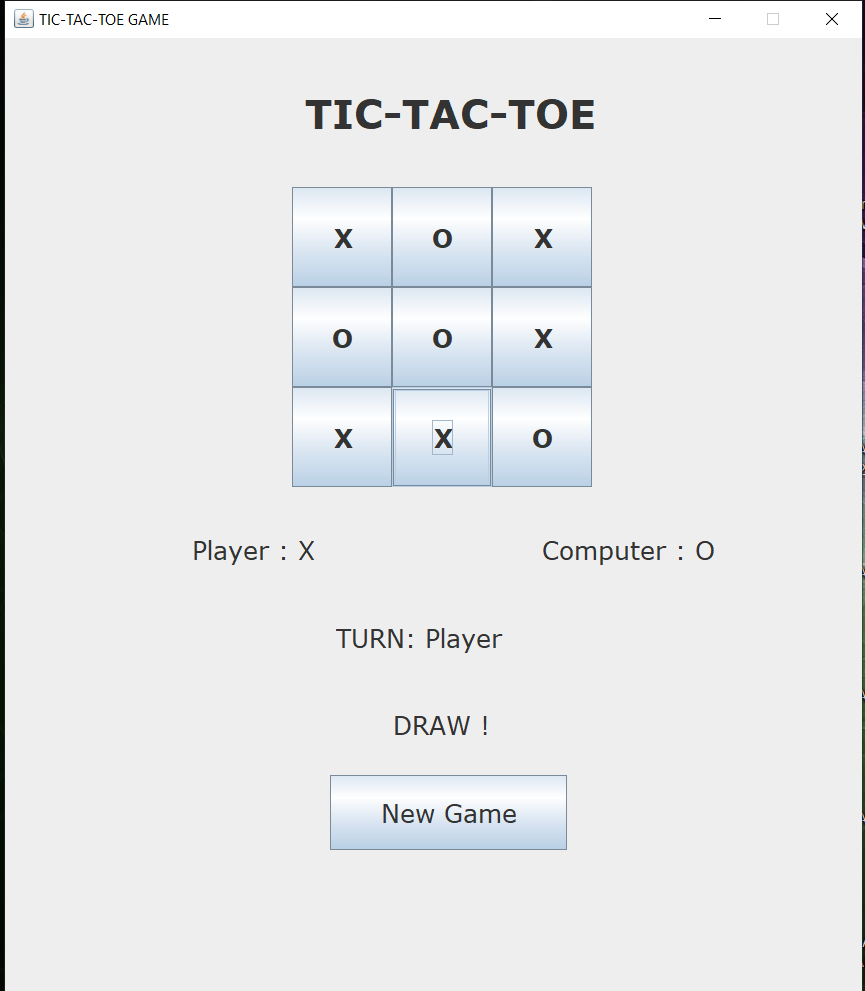 TIC-TAC-TOE GAME
TIC-TAC-TOE
X O X
O O X
X X O
Player : X Computer : O
TURN: Player
DRAW !
New Game